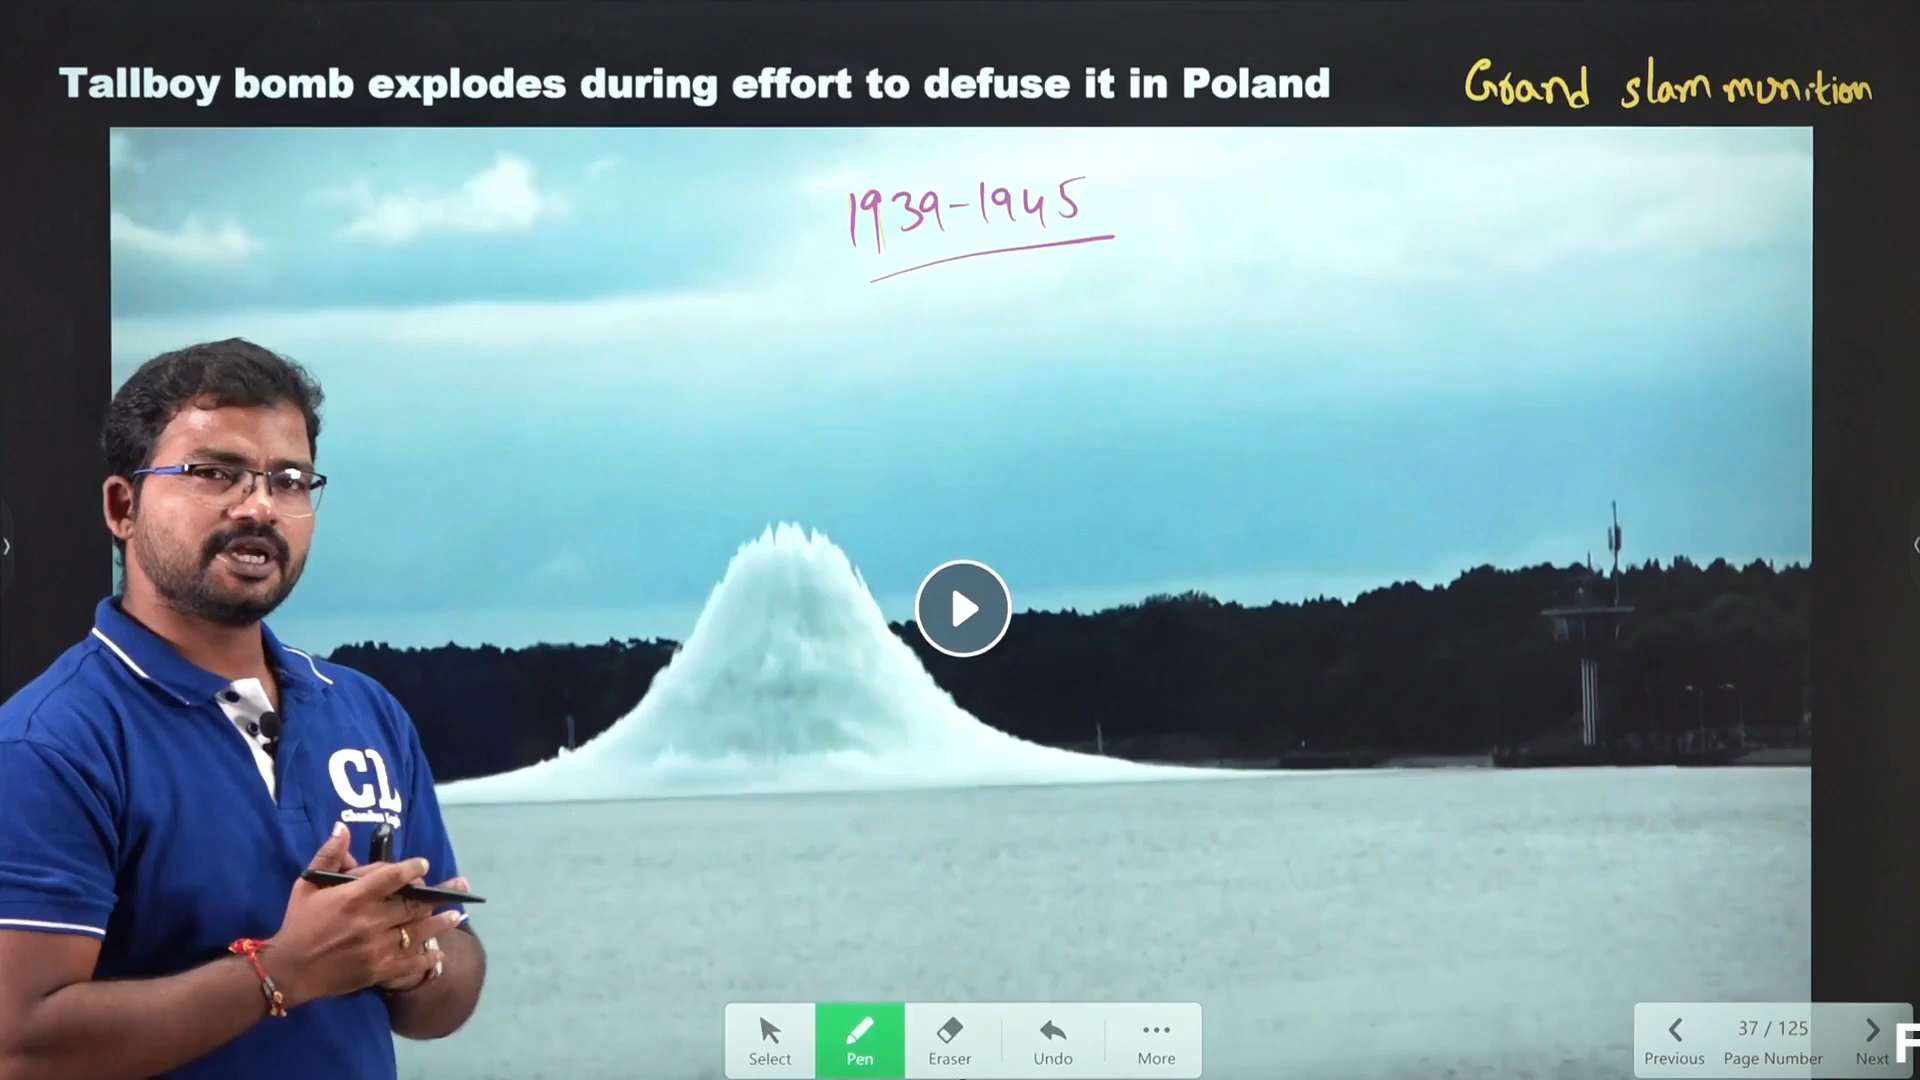 Tallboy bomb explodes during effort to defuse it in Poland
Grand slam munition
1939-1945
CL
Select
Pen
Eraser
Undo
More
37 / 125
Previous
Page Number
Next
F